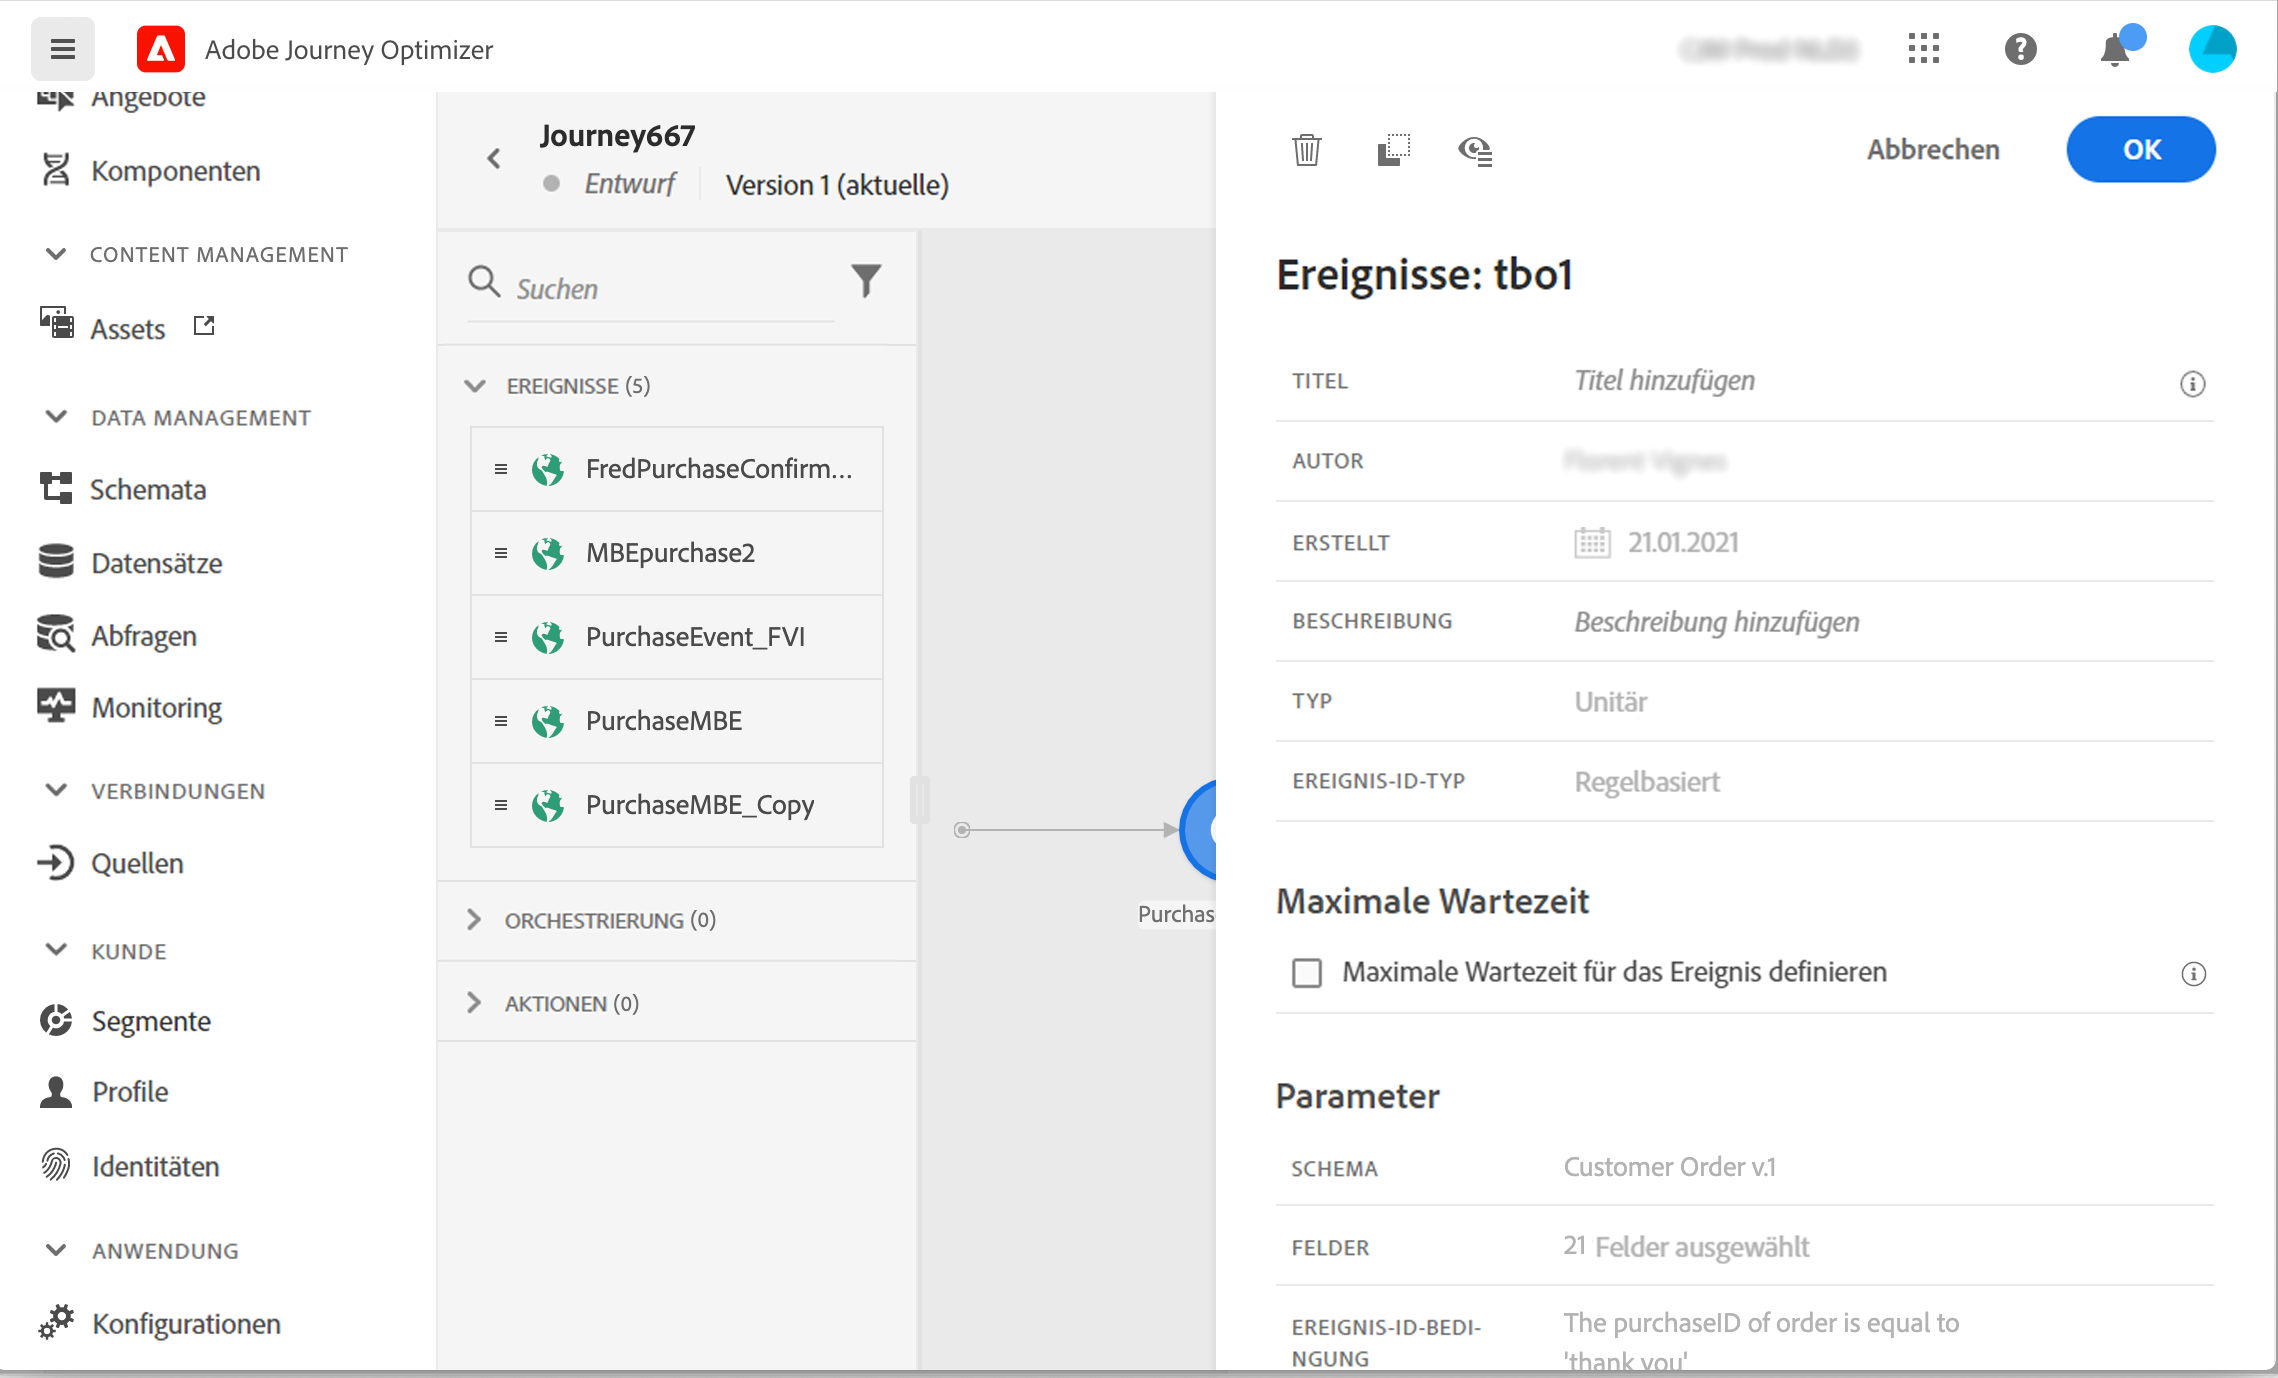 Adobe Journey Optimizer
Angebote
Komponenten
CONTENT MANAGEMENT
Assets
DATA MANAGEMENT
Schemata
Datensätze
Abfragen
Monitoring
VERBINDUNGEN
Quellen
KUNDE
Segmente
Profile
Identitäten
ANWENDUNG
Konfigurationen
Journey667
Entwurf
Version 1 (aktuelle)
Suchen
EREIGNISSE (5)
FredPurchaseConfirm...
MBEpurchase2
PurchaseEvent_FVI
PurchaseMBE
PurchaseMBE_Copy
ORCHESTRIERUNG (0)
AKTIONEN (0)
Purchas
Abbrechen
OK
Ereignisse: tbo1
TITEL
Titel hinzufügen
AUTOR
ERSTELLT
21.01.2021
BESCHREIBUNG
Beschreibung hinzufügen
TYP
Unitär
EREIGNIS-ID-TYP
Regelbasiert
Maximale Wartezeit
Maximale Wartezeit für das Ereignis definieren
Parameter
SCHEMA
Customer Order v.1
FELDER
21 Felder ausgewählt
EREIGNIS-ID-BEDI-
NGUNG
The purchaseID of order is equal to
'thank you'